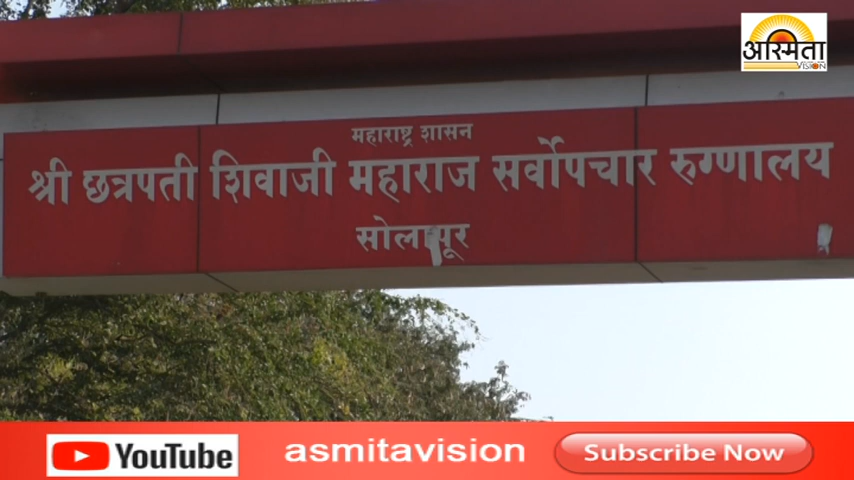 अस्मिता
VISION
महाराष्ट्र शासन
श्री छत्रपती शिवाजी महाराज सर्वोपचार रुग्णालय
सोलापूर
YouTube
asmitavision
Subscribe Now